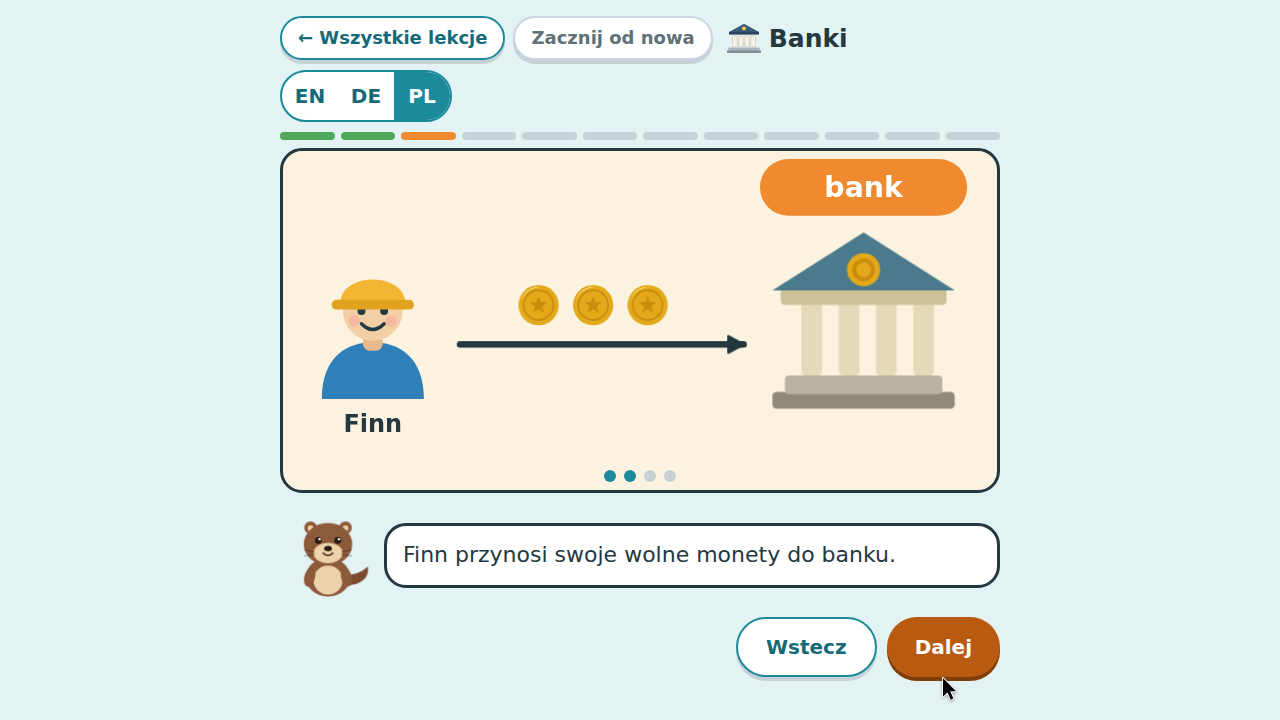 ← Wszystkie lekcje
Zacznij od nowa
Banki
EN DE PL
bank
Finn
Finn przynosi swoje wolne monety do banku.
Wstecz
Dalej